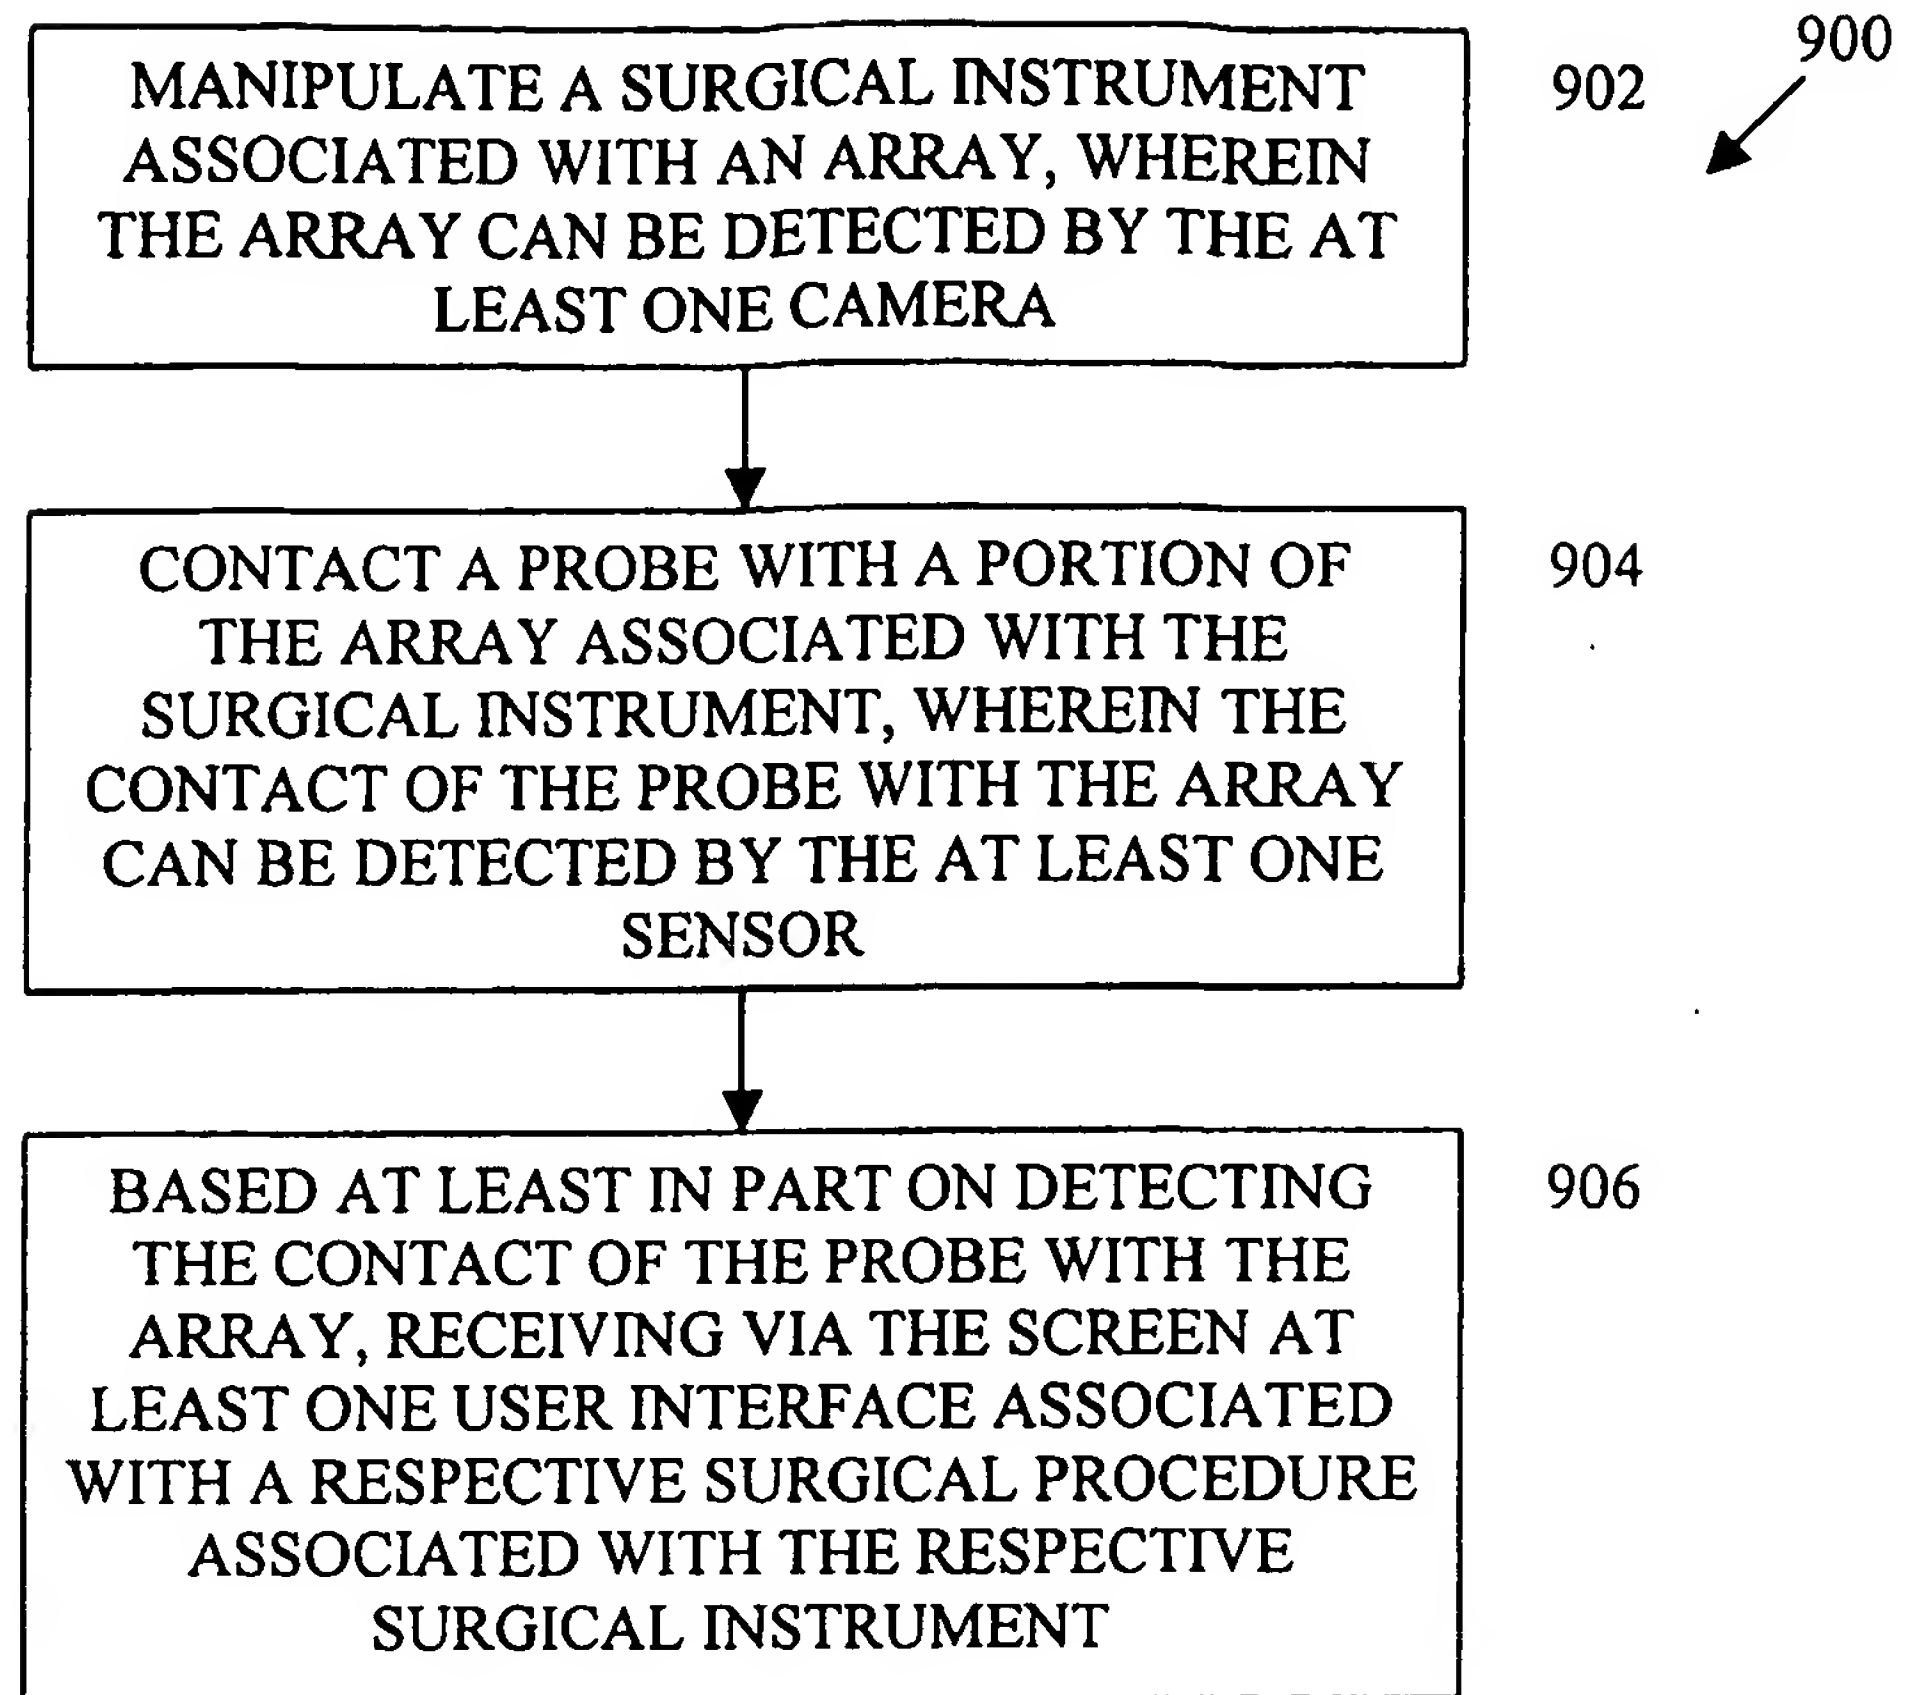 900
MANIPULATE A SURGICAL INSTRUMENT
ASSOCIATED WITH AN ARRAY, WHEREIN
THE ARRAY CAN BE DETECTED BY THE AT
LEAST ONE CAMERA
902
CONTACT A PROBE WITH A PORTION OF
THE ARRAY ASSOCIATED WITH THE
SURGICAL INSTRUMENT, WHEREIN THE
CONTACT OF THE PROBE WITH THE ARRAY
CAN BE DETECTED BY THE AT LEAST ONE
SENSOR
904
BASED AT LEAST IN PART ON DETECTING
THE CONTACT OF THE PROBE WITH THE
ARRAY, RECEIVING VIA THE SCREEN AT
LEAST ONE USER INTERFACE ASSOCIATED
WITH A RESPECTIVE SURGICAL PROCEDURE
ASSOCIATED WITH THE RESPECTIVE
SURGICAL INSTRUMENT
906